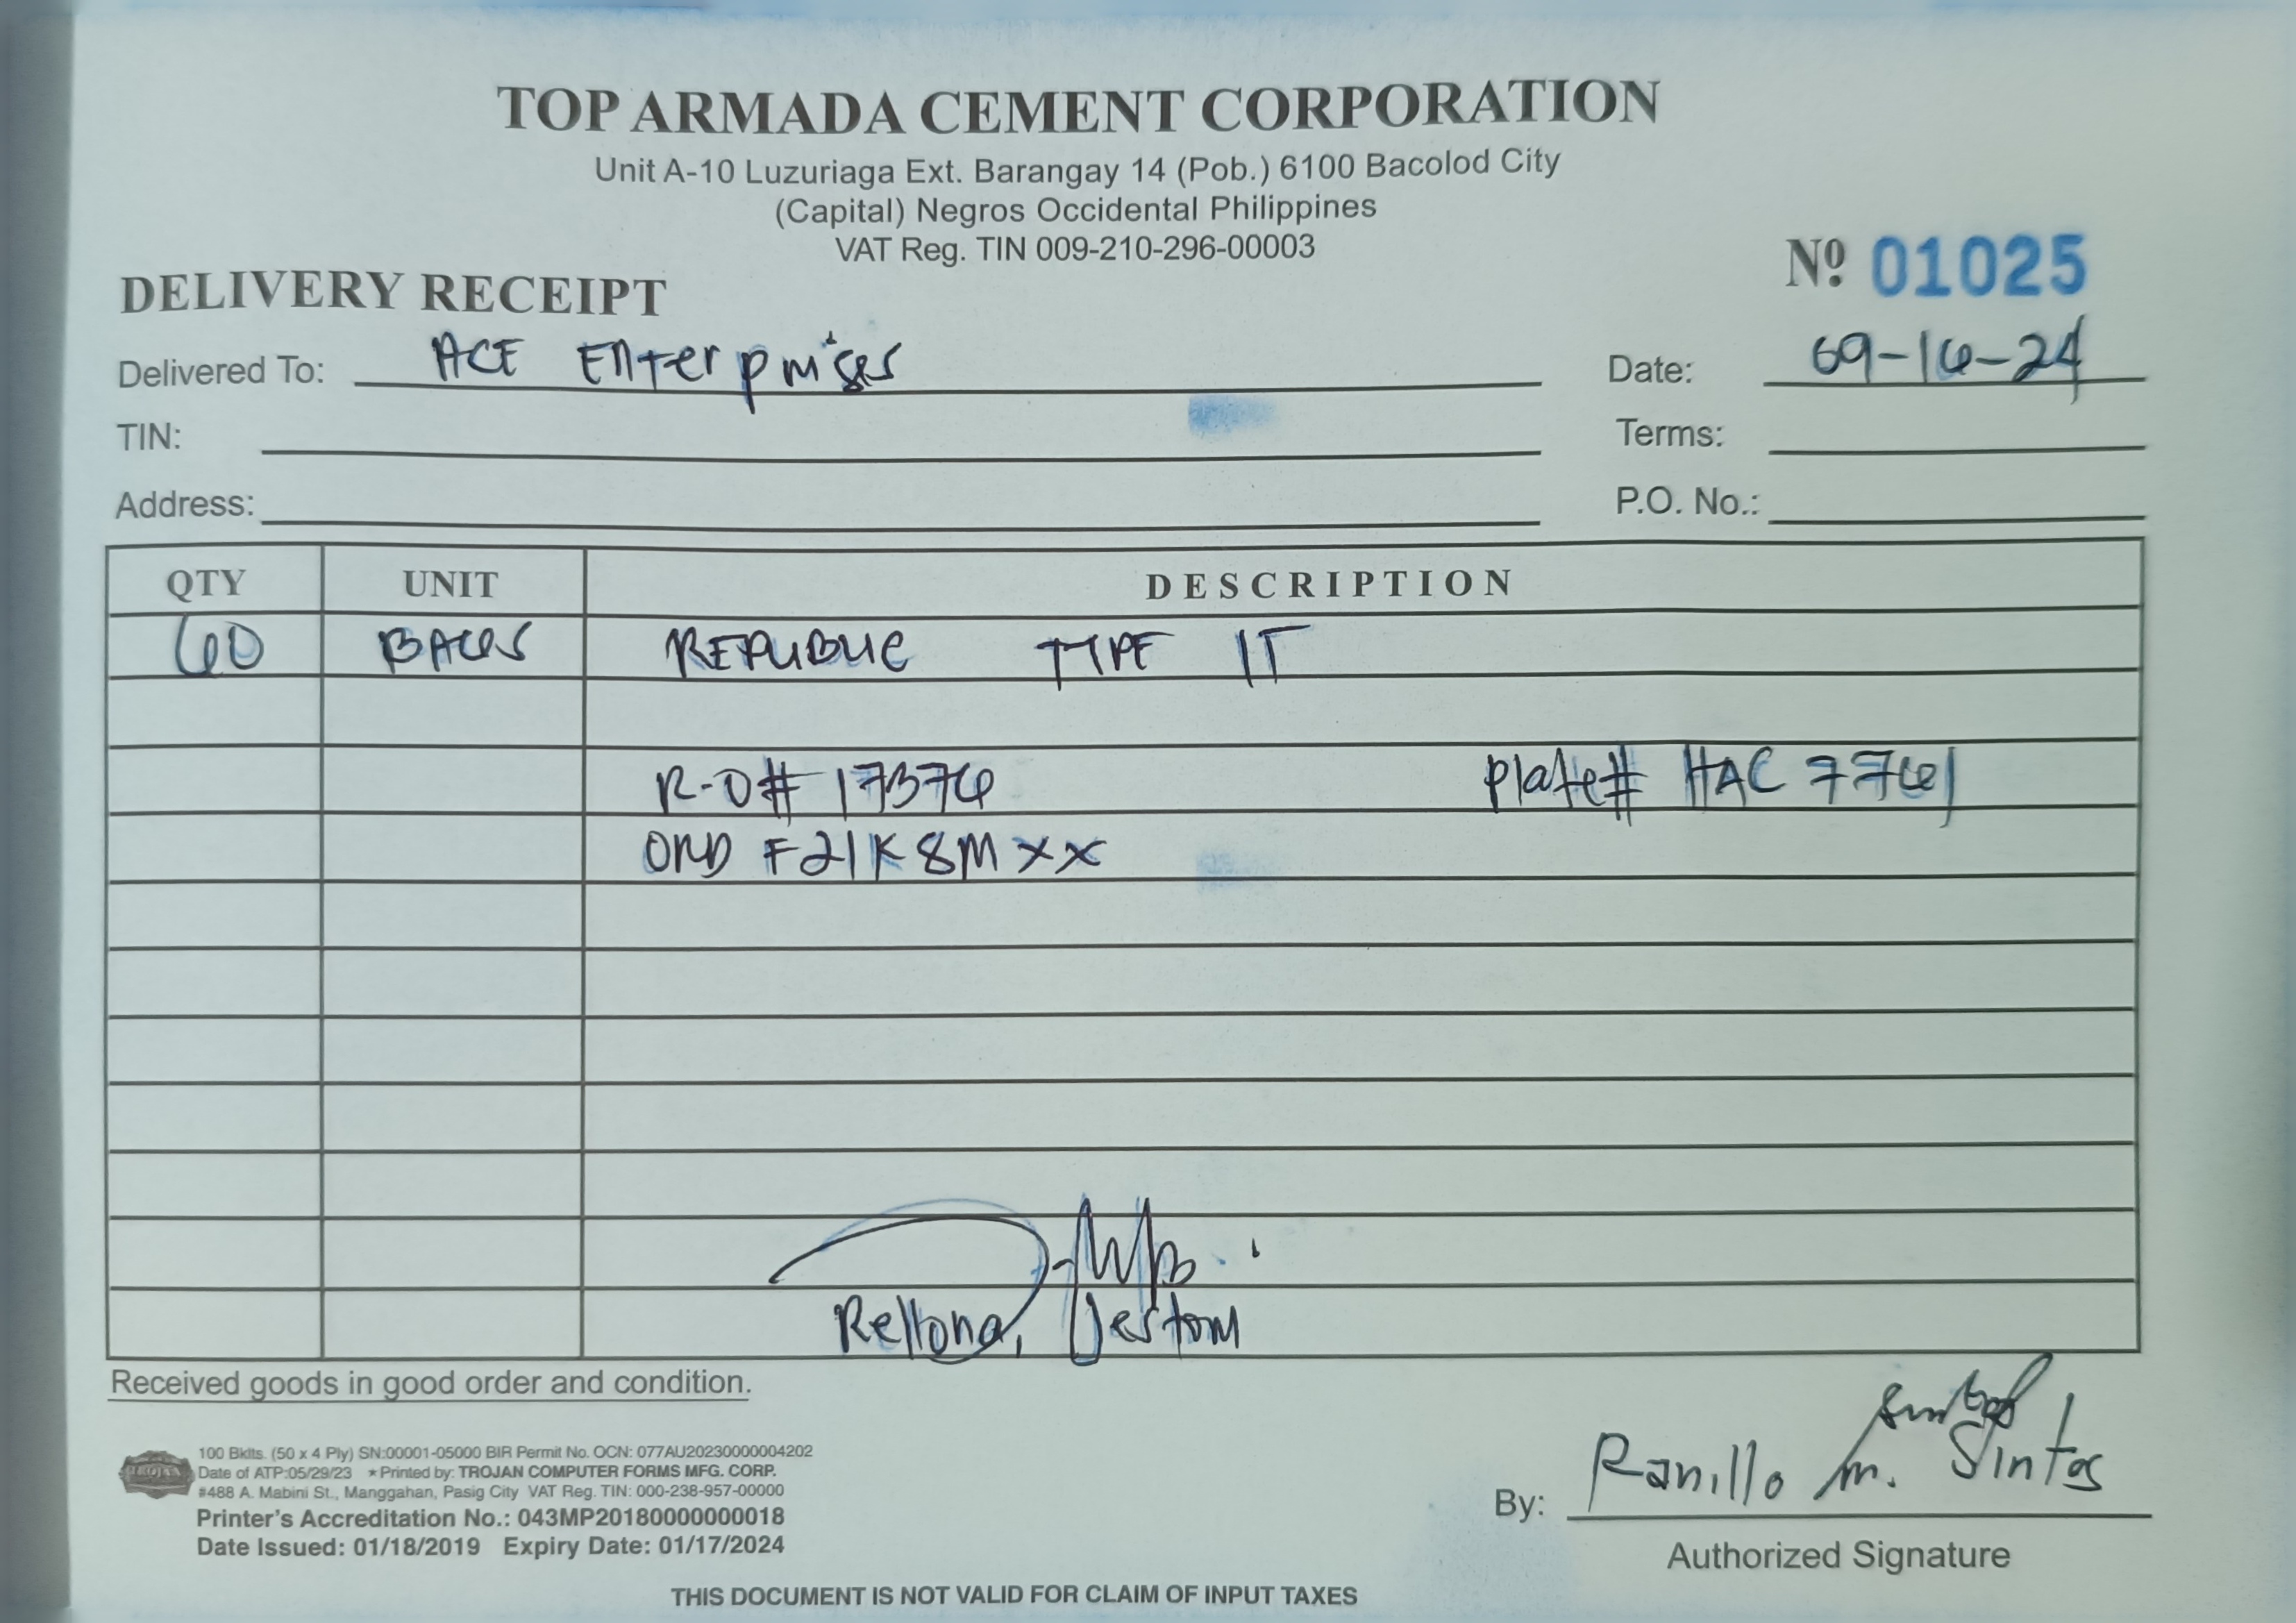 TOP ARMADA CEMENT CORPORATION
Unit A-10 Luzuriaga Ext. Barangay 14 (Pob.) 6100 Bacolod City
(Capital) Negros Occidental Philippines
VAT Reg. TIN 009-210-296-00003
Nº 01025
DELIVERY RECEIPT
Delivered To: ACE Enterprises
Date: 09-16-24
TIN:
Terms:
Address:
P.O. No.:
QTY UNIT DESCRIPTION
60 BAGS REPUBLIC TYPE 1T
R-O# 17376 Plate# HAC 7761
ORD F21K8MXX
Rellona, Jestom
Received goods in good order and condition.
TROJAN
100 Bklts. (50 x 4 Ply) SN:00001-05000 BIR Permit No. OCN: 077AU20230000004202
Date of ATP:05/29/23 * Printed by: TROJAN COMPUTER FORMS MFG. CORP.
#488 A. Mabini St., Manggahan, Pasig City VAT Reg. TIN: 000-238-957-00000
Printer's Accreditation No.: 043MP20180000000018
Date Issued: 01/18/2019 Expiry Date: 01/17/2024
By: Ranillo M. Sintos
Authorized Signature
THIS DOCUMENT IS NOT VALID FOR CLAIM OF INPUT TAXES